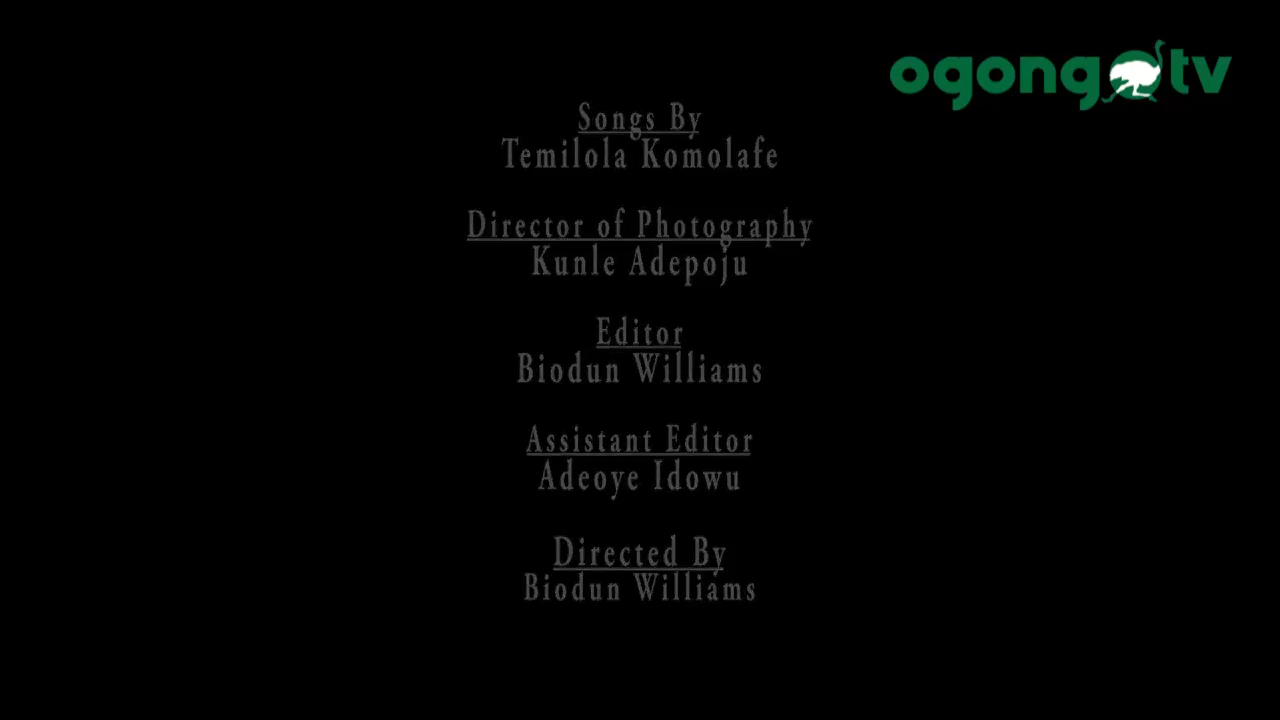 ogongotv
Songs By
Temilola Komolafe
Director of Photography
Kunle Adepoju
Editor
Biodun Williams
Assistant Editor
Adeoye Idowu
Directed By
Biodun Williams